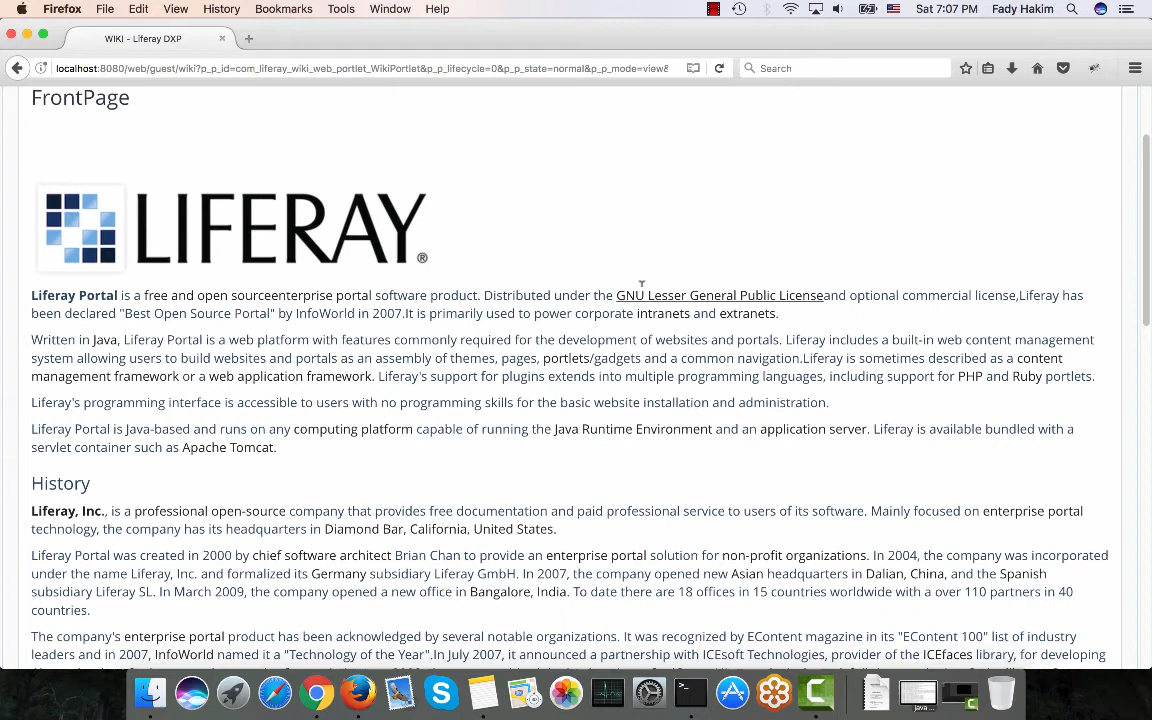 Firefox File Edit View History Bookmarks Tools Window Help Sat 7:07 PM Fady Hakim
WIKI - Liferay DXP
localhost:8080/web/guest/wiki?p_p_id=com_liferay_wiki_web_portlet_WikiPortlet&p_p_lifecycle=0&p_p_state=normal&p_p_mode=view& Search
FrontPage
LIFERAY®
Liferay Portal is a free and open sourceenterprise portal software product. Distributed under the GNU Lesser General Public Licenseand optional commercial license,Liferay has
been declared "Best Open Source Portal" by InfoWorld in 2007.It is primarily used to power corporate intranets and extranets.
Written in Java, Liferay Portal is a web platform with features commonly required for the development of websites and portals. Liferay includes a built-in web content management
system allowing users to build websites and portals as an assembly of themes, pages, portlets/gadgets and a common navigation.Liferay is sometimes described as a content
management framework or a web application framework. Liferay's support for plugins extends into multiple programming languages, including support for PHP and Ruby portlets.
Liferay's programming interface is accessible to users with no programming skills for the basic website installation and administration.
Liferay Portal is Java-based and runs on any computing platform capable of running the Java Runtime Environment and an application server. Liferay is available bundled with a
servlet container such as Apache Tomcat.
History
Liferay, Inc., is a professional open-source company that provides free documentation and paid professional service to users of its software. Mainly focused on enterprise portal
technology, the company has its headquarters in Diamond Bar, California, United States.
Liferay Portal was created in 2000 by chief software architect Brian Chan to provide an enterprise portal solution for non-profit organizations. In 2004, the company was incorporated
under the name Liferay, Inc. and formalized its Germany subsidiary Liferay GmbH. In 2007, the company opened new Asian headquarters in Dalian, China, and the Spanish
subsidiary Liferay SL. In March 2009, the company opened a new office in Bangalore, India. To date there are 18 offices in 15 countries worldwide with a over 110 partners in 40
countries.
The company's enterprise portal product has been acknowledged by several notable organizations. It was recognized by EContent magazine in its "EContent 100" list of industry
leaders and in 2007, InfoWorld named it a "Technology of the Year".In July 2007, it announced a partnership with ICEsoft Technologies, provider of the ICEfaces library, for developing
java ...